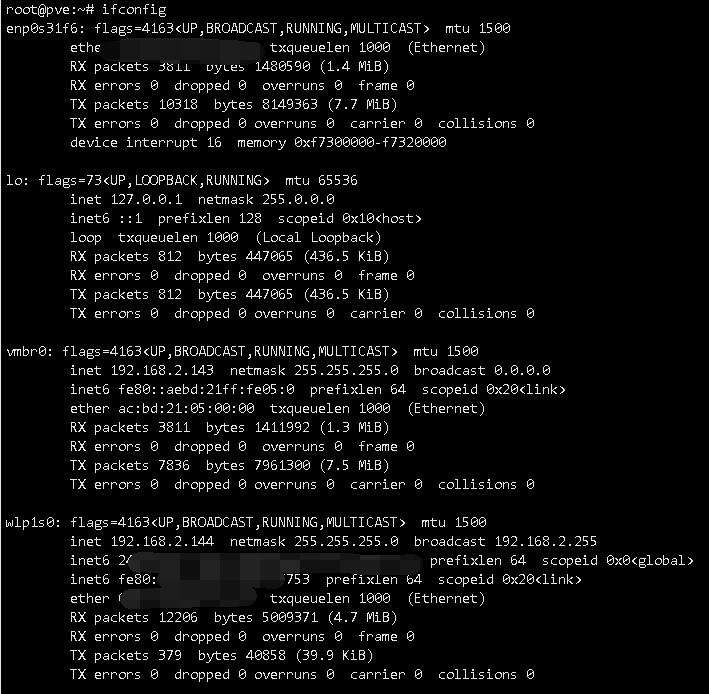 root@pve:~# ifconfig
enp0s31f6: flags=4163<UP,BROADCAST,RUNNING,MULTICAST>  mtu 1500
        ethe txqueuelen 1000  (Ethernet)
        RX packets 3811  bytes 1480590 (1.4 MiB)
        RX errors 0  dropped 0  overruns 0  frame 0
        TX packets 10318  bytes 8149363 (7.7 MiB)
        TX errors 0  dropped 0 overruns 0  carrier 0  collisions 0
        device interrupt 16  memory 0xf7300000-f7320000

lo: flags=73<UP,LOOPBACK,RUNNING>  mtu 65536
        inet 127.0.0.1  netmask 255.0.0.0
        inet6 ::1  prefixlen 128  scopeid 0x10<host>
        loop  txqueuelen 1000  (Local Loopback)
        RX packets 812  bytes 447065 (436.5 KiB)
        RX errors 0  dropped 0  overruns 0  frame 0
        TX packets 812  bytes 447065 (436.5 KiB)
        TX errors 0  dropped 0 overruns 0  carrier 0  collisions 0

vmbr0: flags=4163<UP,BROADCAST,RUNNING,MULTICAST>  mtu 1500
        inet 192.168.2.143  netmask 255.255.255.0  broadcast 0.0.0.0
        inet6 fe80::aebd:21ff:fe05:0  prefixlen 64  scopeid 0x20<link>
        ether ac:bd:21:05:00:00  txqueuelen 1000  (Ethernet)
        RX packets 3811  bytes 1411992 (1.3 MiB)
        RX errors 0  dropped 0  overruns 0  frame 0
        TX packets 7836  bytes 7961300 (7.5 MiB)
        TX errors 0  dropped 0 overruns 0  carrier 0  collisions 0

wlp1s0: flags=4163<UP,BROADCAST,RUNNING,MULTICAST>  mtu 1500
        inet 192.168.2.144  netmask 255.255.255.0  broadcast 192.168.2.255
        inet6 prefixlen 64  scopeid 0x0<global>
        inet6 fe80: 753  prefixlen 64  scopeid 0x20<link>
        ether txqueuelen 1000  (Ethernet)
        RX packets 12206  bytes 5009371 (4.7 MiB)
        RX errors 0  dropped 0  overruns 0  frame 0
        TX packets 379  bytes 40858 (39.9 KiB)
        TX errors 0  dropped 0 overruns 0  carrier 0  collisions 0